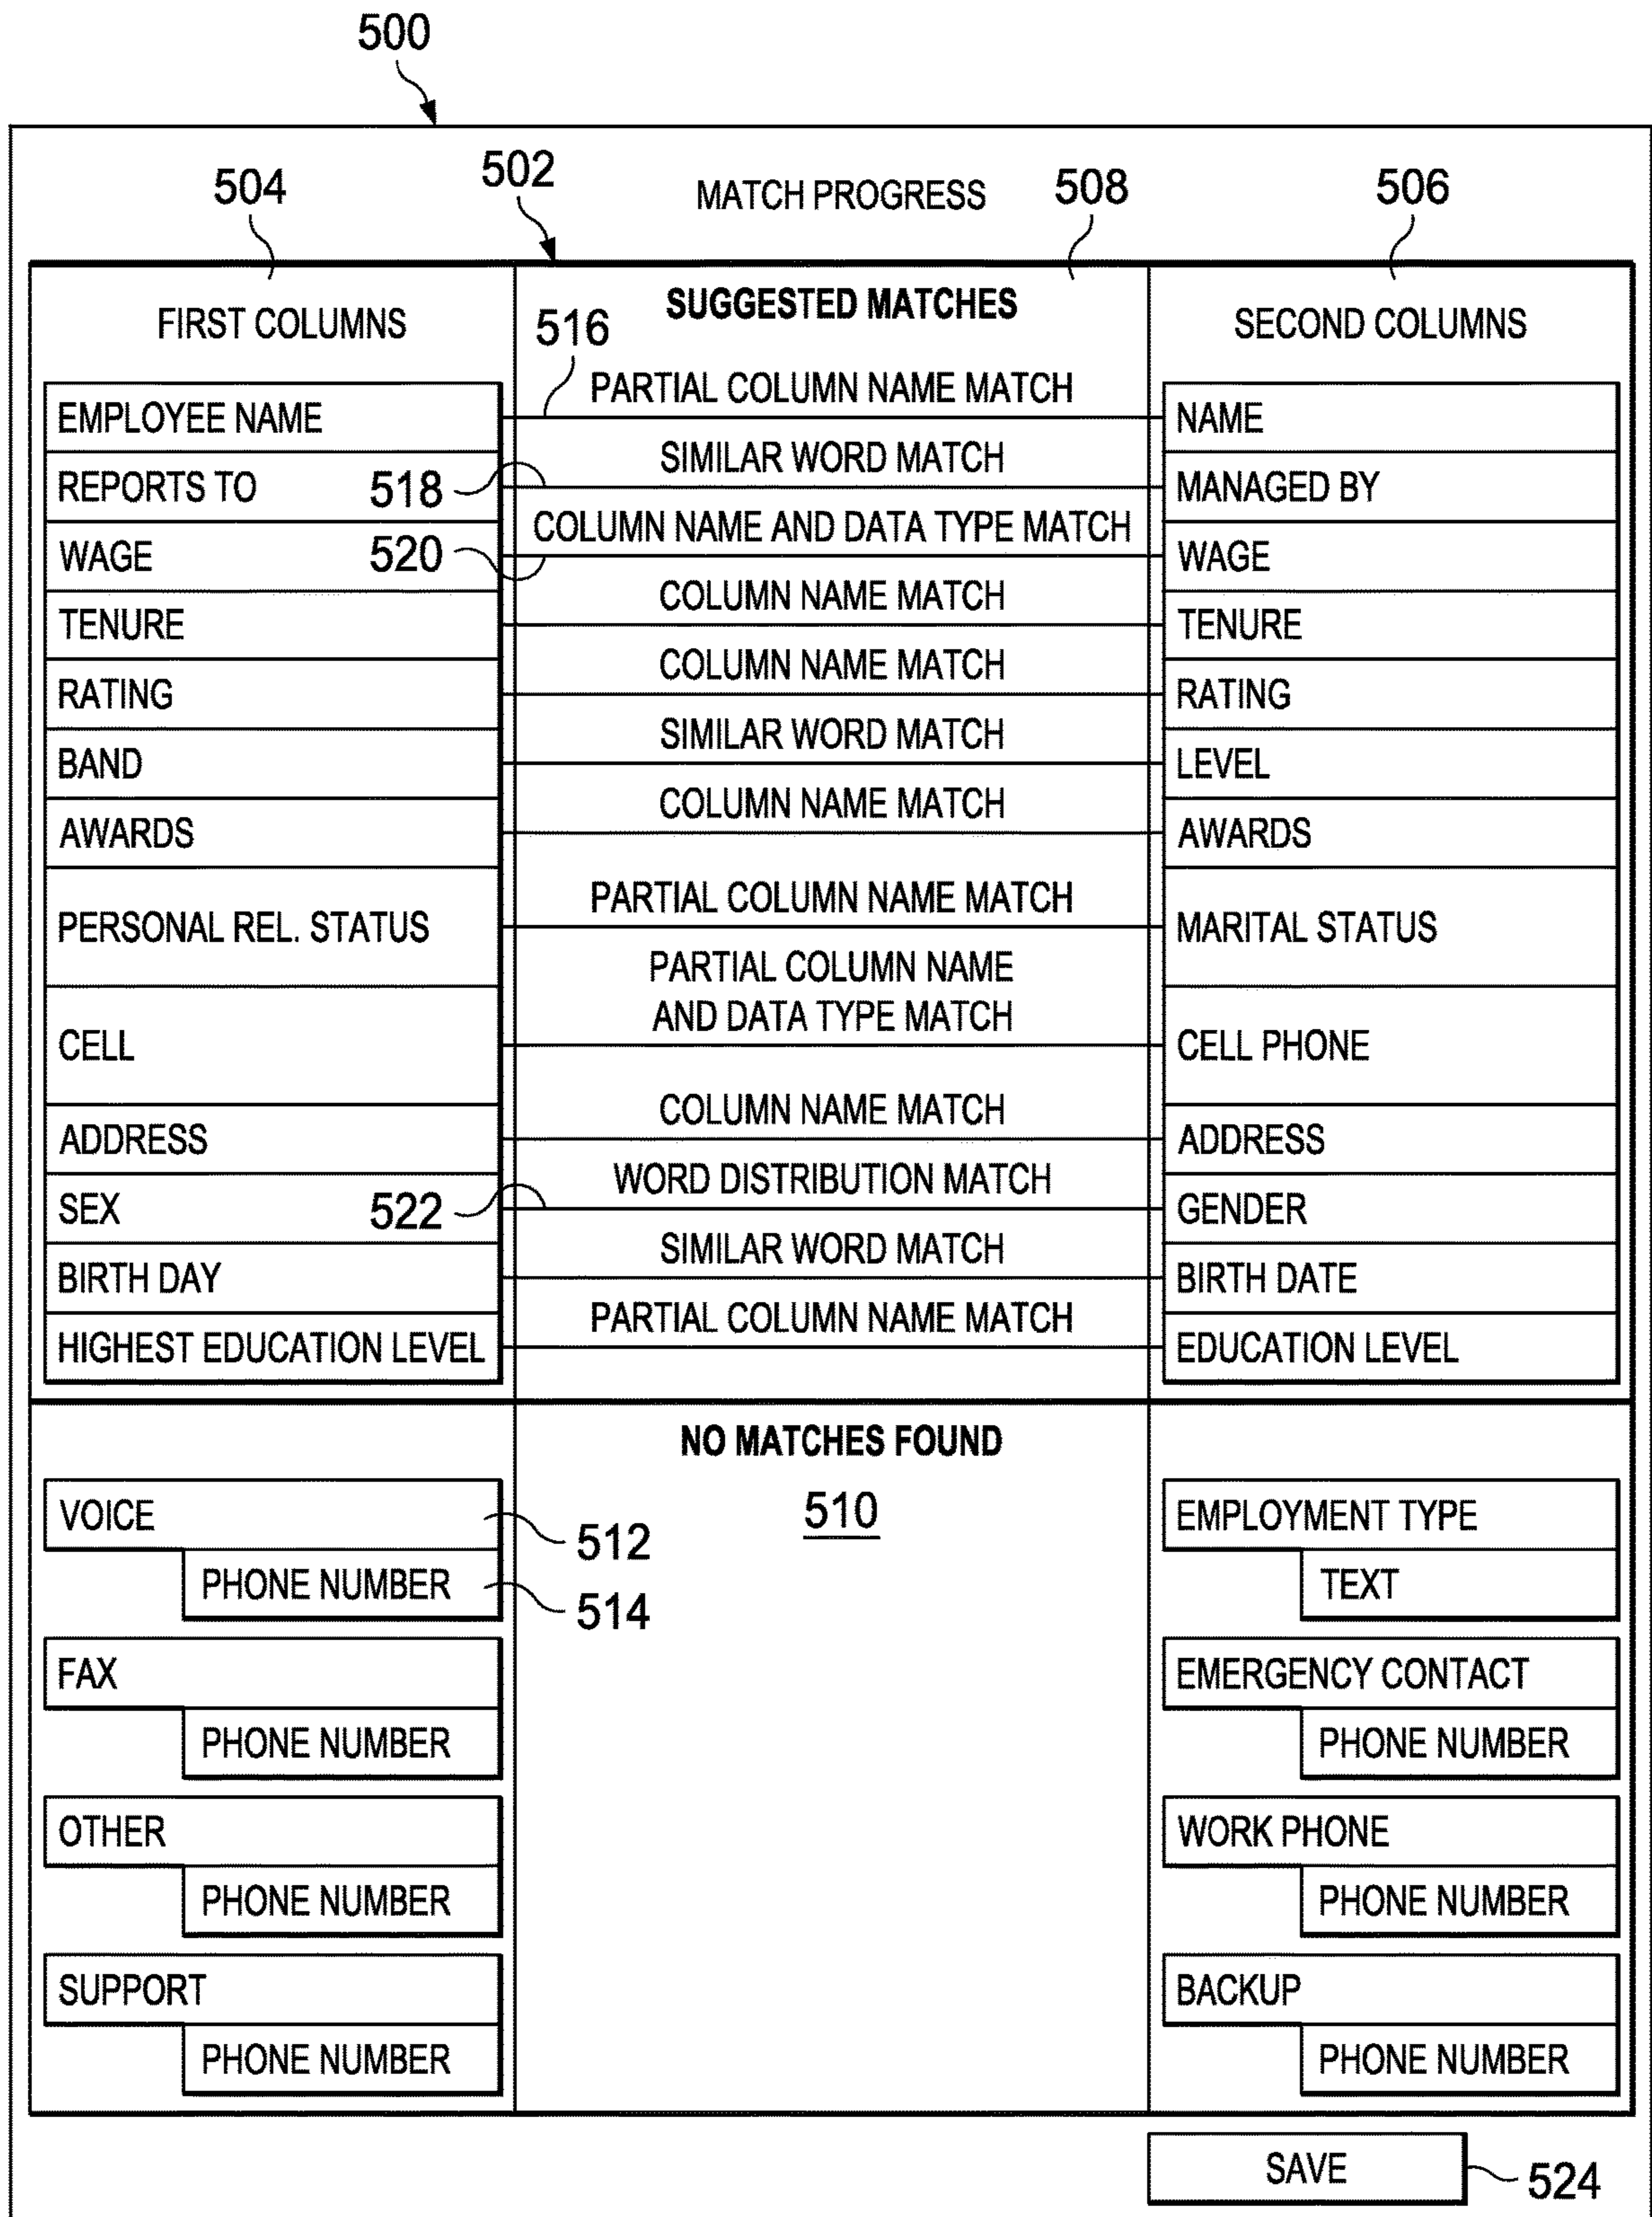 500
504
502
MATCH PROGRESS
508
506
FIRST COLUMNS
SUGGESTED MATCHES
SECOND COLUMNS
516
PARTIAL COLUMN NAME MATCH
EMPLOYEE NAME
NAME
SIMILAR WORD MATCH
REPORTS TO
518
MANAGED BY
COLUMN NAME AND DATA TYPE MATCH
WAGE
520
WAGE
COLUMN NAME MATCH
TENURE
TENURE
COLUMN NAME MATCH
RATING
RATING
SIMILAR WORD MATCH
BAND
LEVEL
COLUMN NAME MATCH
AWARDS
AWARDS
PARTIAL COLUMN NAME MATCH
PERSONAL REL. STATUS
MARITAL STATUS
PARTIAL COLUMN NAME
AND DATA TYPE MATCH
CELL
CELL PHONE
COLUMN NAME MATCH
ADDRESS
ADDRESS
WORD DISTRIBUTION MATCH
SEX
522
GENDER
SIMILAR WORD MATCH
BIRTH DAY
BIRTH DATE
PARTIAL COLUMN NAME MATCH
HIGHEST EDUCATION LEVEL
EDUCATION LEVEL
NO MATCHES FOUND
510
VOICE
512
EMPLOYMENT TYPE
PHONE NUMBER
514
TEXT
FAX
EMERGENCY CONTACT
PHONE NUMBER
PHONE NUMBER
OTHER
WORK PHONE
PHONE NUMBER
PHONE NUMBER
SUPPORT
BACKUP
PHONE NUMBER
PHONE NUMBER
SAVE
524